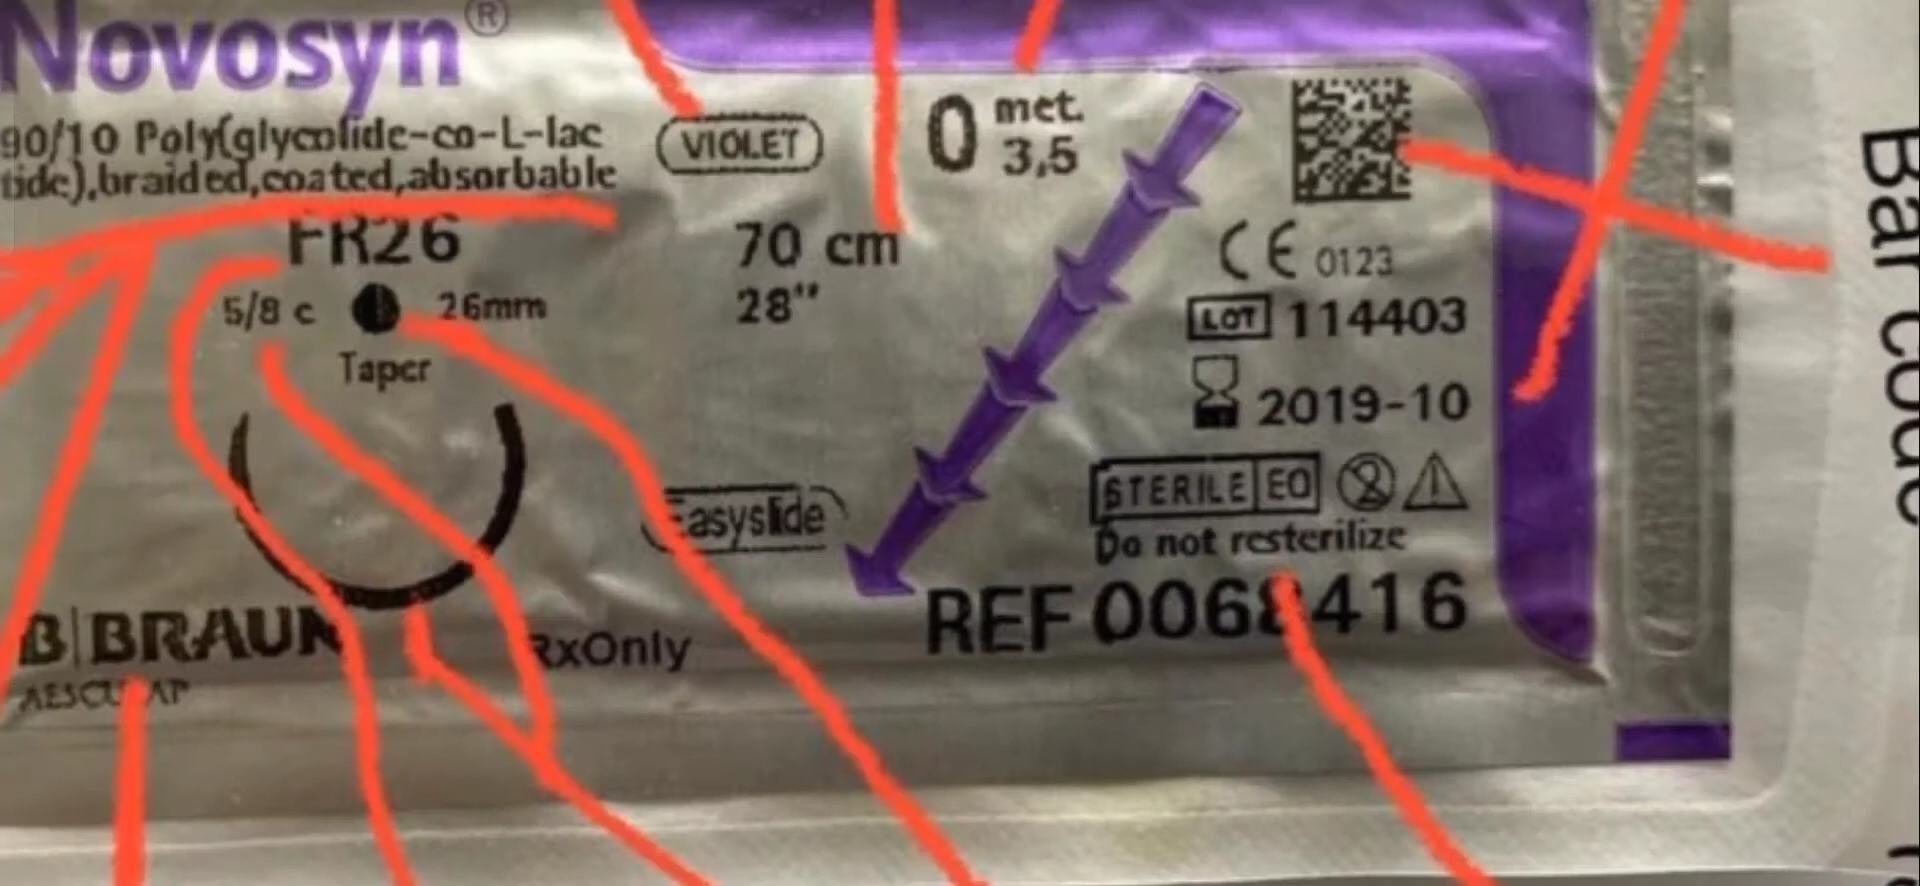 Novosyn®
90/10 Poly(glycolide-co-L-lac
tide),braided,coated,absorbable
VIOLET
0 met. 3,5
FR26
70 cm
28"
5/8 c 26mm
Taper
CE 0123
LOT 114403
2019-10
Easyslide
STERILE EO 2
Do not resterilize
REF 0068416
B|BRAUN
AESCULAP
RxOnly
Bar code